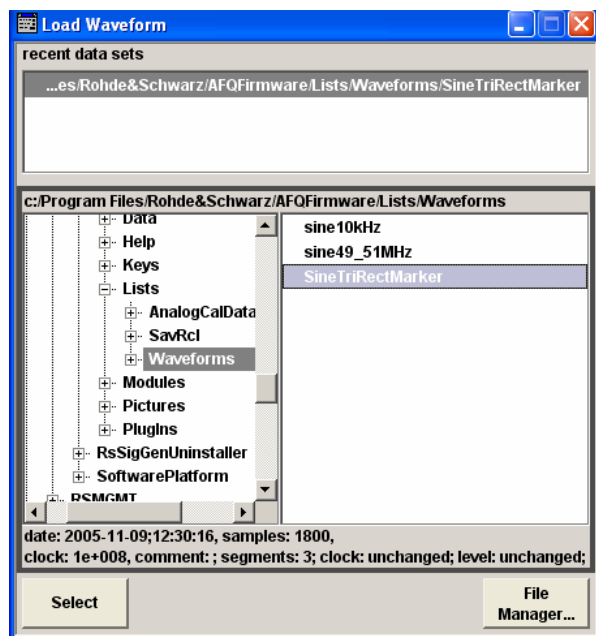 Load Waveform
recent data sets
...es/Rohde&Schwarz/AFQFirmware/Lists/Waveforms/SineTriRectMarker
c:/Program Files/Rohde&Schwarz/AFQFirmware/Lists/Waveforms
Data
Help
Keys
Lists
AnalogCalData
SavRcl
Waveforms
Modules
Pictures
PlugIns
RsSigGenUninstaller
SoftwarePlatform
RSMGMT
sine10kHz
sine49_51MHz
SineTriRectMarker
date: 2005-11-09;12:30:16, samples: 1800,
clock: 1e+008, comment: ; segments: 3; clock: unchanged; level: unchanged;
Select
File
Manager...